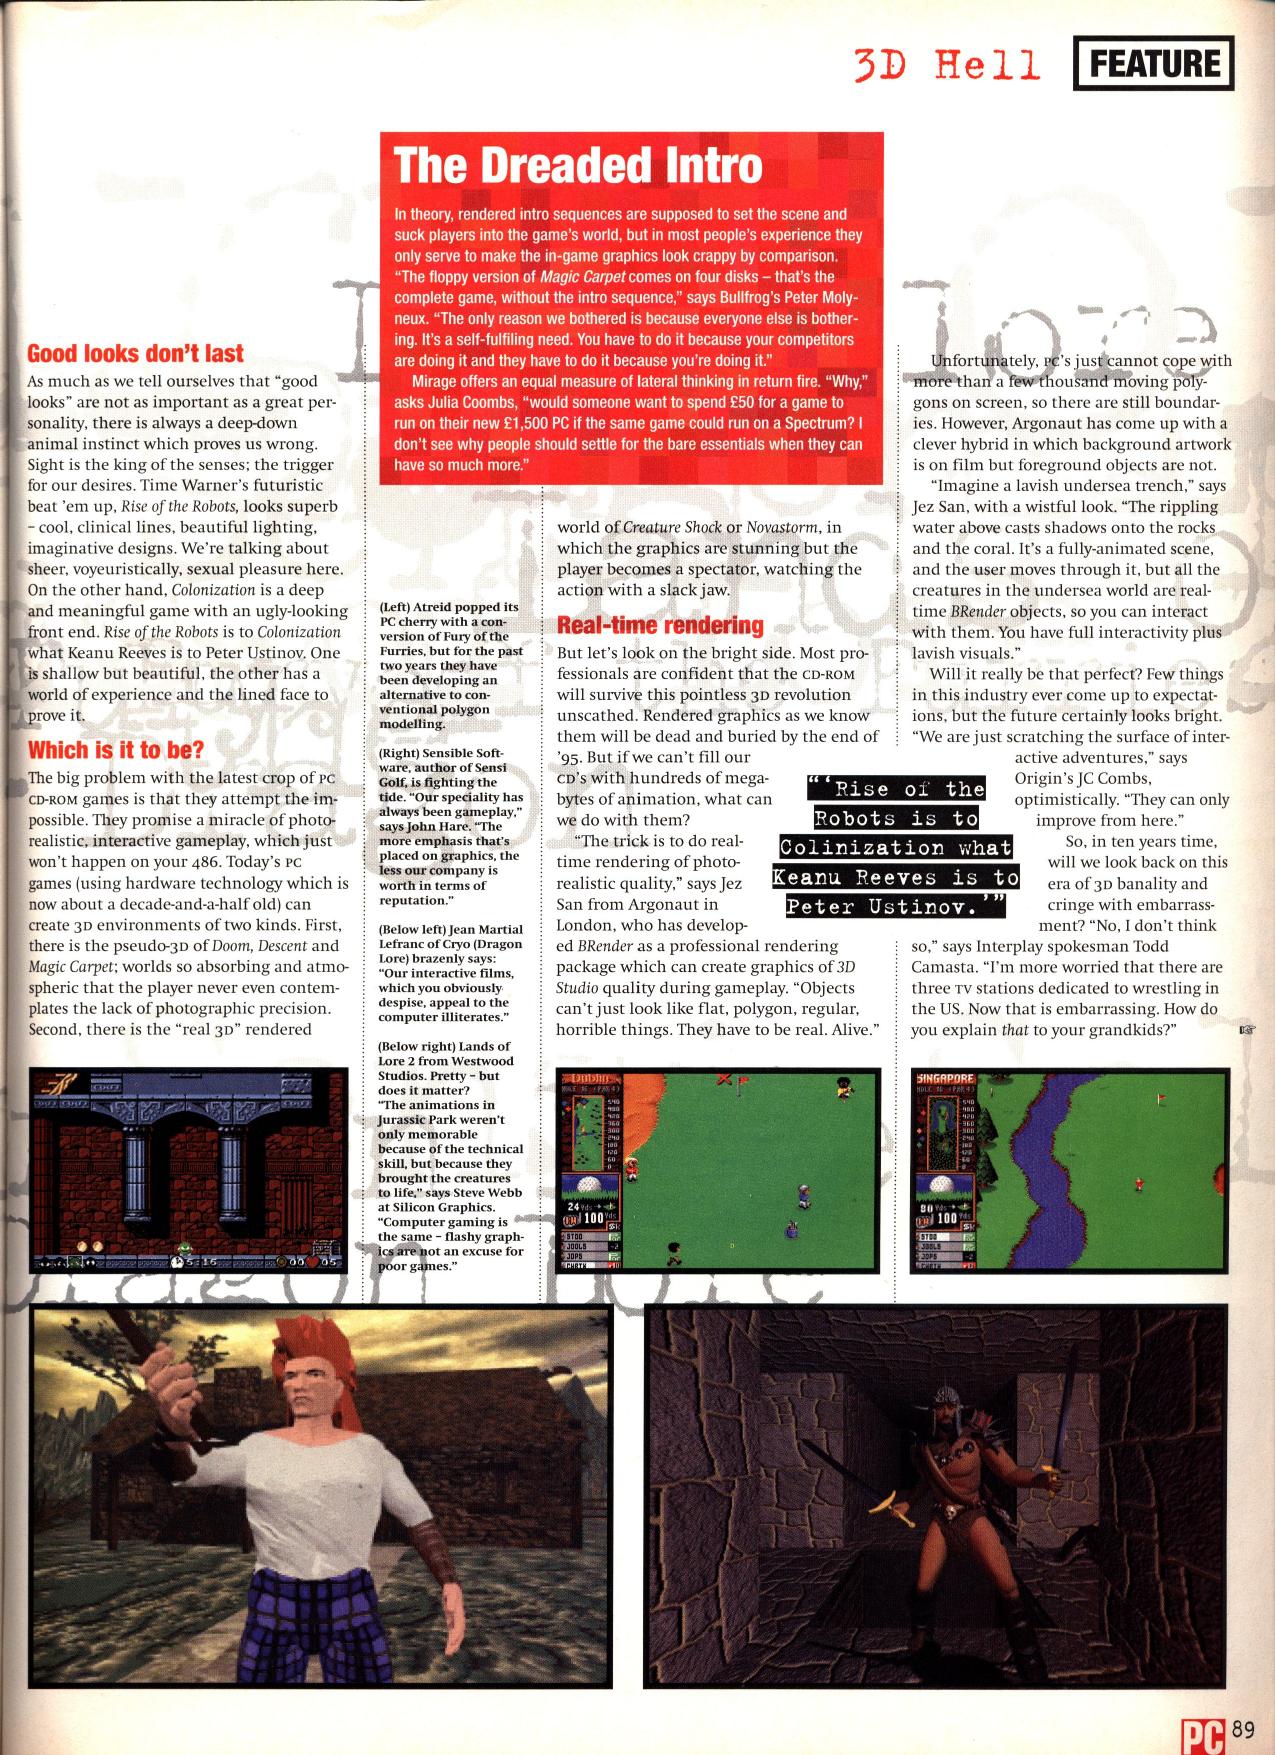 3D Hell FEATURE
The Dreaded Intro
In theory, rendered intro sequences are supposed to set the scene and
suck players into the game's world, but in most people's experience they
only serve to make the in-game graphics look crappy by comparison.
“The floppy version of Magic Carpet comes on four disks – that's the
complete game, without the intro sequence,” says Bullfrog's Peter Moly-
neux. “The only reason we bothered is because everyone else is bother-
ing. It's a self-fulfiling need. You have to do it because your competitors
are doing it and they have to do it because you're doing it.”
Mirage offers an equal measure of lateral thinking in return fire. “Why,”
asks Julia Coombs, “would someone want to spend £50 for a game to
run on their new £1,500 PC if the same game could run on a Spectrum? I
don't see why people should settle for the bare essentials when they can
have so much more.”
Good looks don't last
As much as we tell ourselves that “good
looks” are not as important as a great per-
sonality, there is always a deep-down
animal instinct which proves us wrong.
Sight is the king of the senses; the trigger
for our desires. Time Warner's futuristic
beat 'em up, Rise of the Robots, looks superb
– cool, clinical lines, beautiful lighting,
imaginative designs. We're talking about
sheer, voyeuristically, sexual pleasure here.
On the other hand, Colonization is a deep
and meaningful game with an ugly-looking
front end. Rise of the Robots is to Colonization
what Keanu Reeves is to Peter Ustinov. One
is shallow but beautiful, the other has a
world of experience and the lined face to
prove it.
Which is it to be?
The big problem with the latest crop of PC
CD-ROM games is that they attempt the im-
possible. They promise a miracle of photo-
realistic, interactive gameplay, which just
won't happen on your 486. Today's PC
games (using hardware technology which is
now about a decade-and-a-half old) can
create 3D environments of two kinds. First,
there is the pseudo-3D of Doom, Descent and
Magic Carpet; worlds so absorbing and atmo-
spheric that the player never even contem-
plates the lack of photographic precision.
Second, there is the “real 3D” rendered
(Left) Atreid popped its
PC cherry with a con-
version of Fury of the
Furries, but for the past
two years they have
been developing an
alternative to con-
ventional polygon
modelling.
(Right) Sensible Soft-
ware, author of Sensi
Golf, is fighting the
tide. “Our speciality has
always been gameplay,”
says John Hare. “The
more emphasis that's
placed on graphics, the
less our company is
worth in terms of
reputation.”
(Below left) Jean Martial
Lefranc of Cryo (Dragon
Lore) brazenly says:
“Our interactive films,
which you obviously
despise, appeal to the
computer illiterates.”
(Below right) Lands of
Lore 2 from Westwood
Studios. Pretty – but
does it matter?
“The animations in
Jurassic Park weren't
only memorable
because of the technical
skill, but because they
brought the creatures
to life,” says Steve Webb
at Silicon Graphics.
“Computer gaming is
the same – flashy graph-
ics are not an excuse for
poor games.”
world of Creature Shock or Novastorm, in
which the graphics are stunning but the
player becomes a spectator, watching the
action with a slack jaw.
Real-time rendering
But let's look on the bright side. Most pro-
fessionals are confident that the CD-ROM
will survive this pointless 3D revolution
unscathed. Rendered graphics as we know
them will be dead and buried by the end of
'95. But if we can't fill our
CD's with hundreds of mega-
bytes of animation, what can
we do with them?
“The trick is to do real-
time rendering of photo-
realistic quality,” says Jez
San from Argonaut in
London, who has develop-
ed BRender as a professional rendering
package which can create graphics of 3D
Studio quality during gameplay. “Objects
can't just look like flat, polygon, regular,
horrible things. They have to be real. Alive.”
“‘Rise of the
Robots is to
Colinization what
Keanu Reeves is to
Peter Ustinov.’”
Unfortunately, PC's just cannot cope with
more than a few thousand moving poly-
gons on screen, so there are still boundar-
ies. However, Argonaut has come up with a
clever hybrid in which background artwork
is on film but foreground objects are not.
“Imagine a lavish undersea trench,” says
Jez San, with a wistful look. “The rippling
water above casts shadows onto the rocks
and the coral. It's a fully-animated scene,
and the user moves through it, but all the
creatures in the undersea world are real-
time BRender objects, so you can interact
with them. You have full interactivity plus
lavish visuals.”
Will it really be that perfect? Few things
in this industry ever come up to expectat-
ions, but the future certainly looks bright.
“We are just scratching the surface of inter-
active adventures,” says
Origin's JC Combs,
optimistically. “They can only
improve from here.”
So, in ten years time,
will we look back on this
era of 3D banality and
cringe with embarrass-
ment? “No, I don't think
so,” says Interplay spokesman Todd
Camasta. “I'm more worried that there are
three TV stations dedicated to wrestling in
the US. Now that is embarrassing. How do
you explain that to your grandkids?”
5:16
00 05
Dublin
24 Yds
100 Yds
STOO
JOOLS
JOPS
CHRIS
SINGAPORE
80 Yds
100 Yds
STOO
JOOLS
JOPS
PC 89